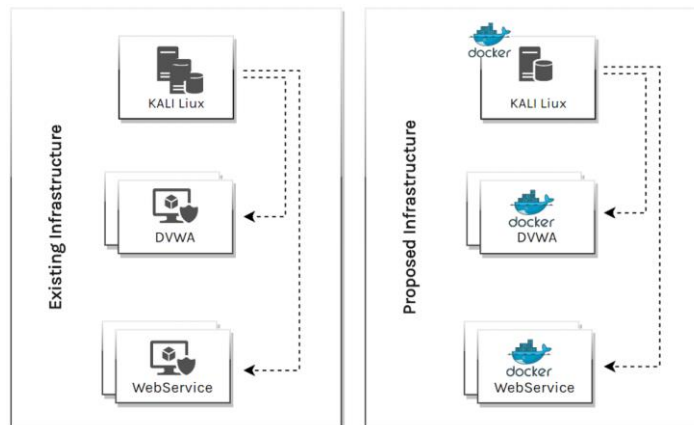 Existing Infrastructure
KALI Liux
DVWA
WebService
Proposed Infrastructure
docker
KALI Liux
docker
DVWA
docker
WebService